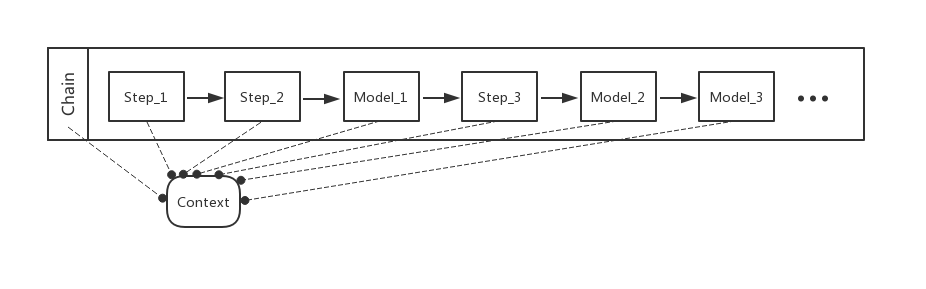 Chain
Step_1
Step_2
Model_1
Step_3
Model_2
Model_3
Context